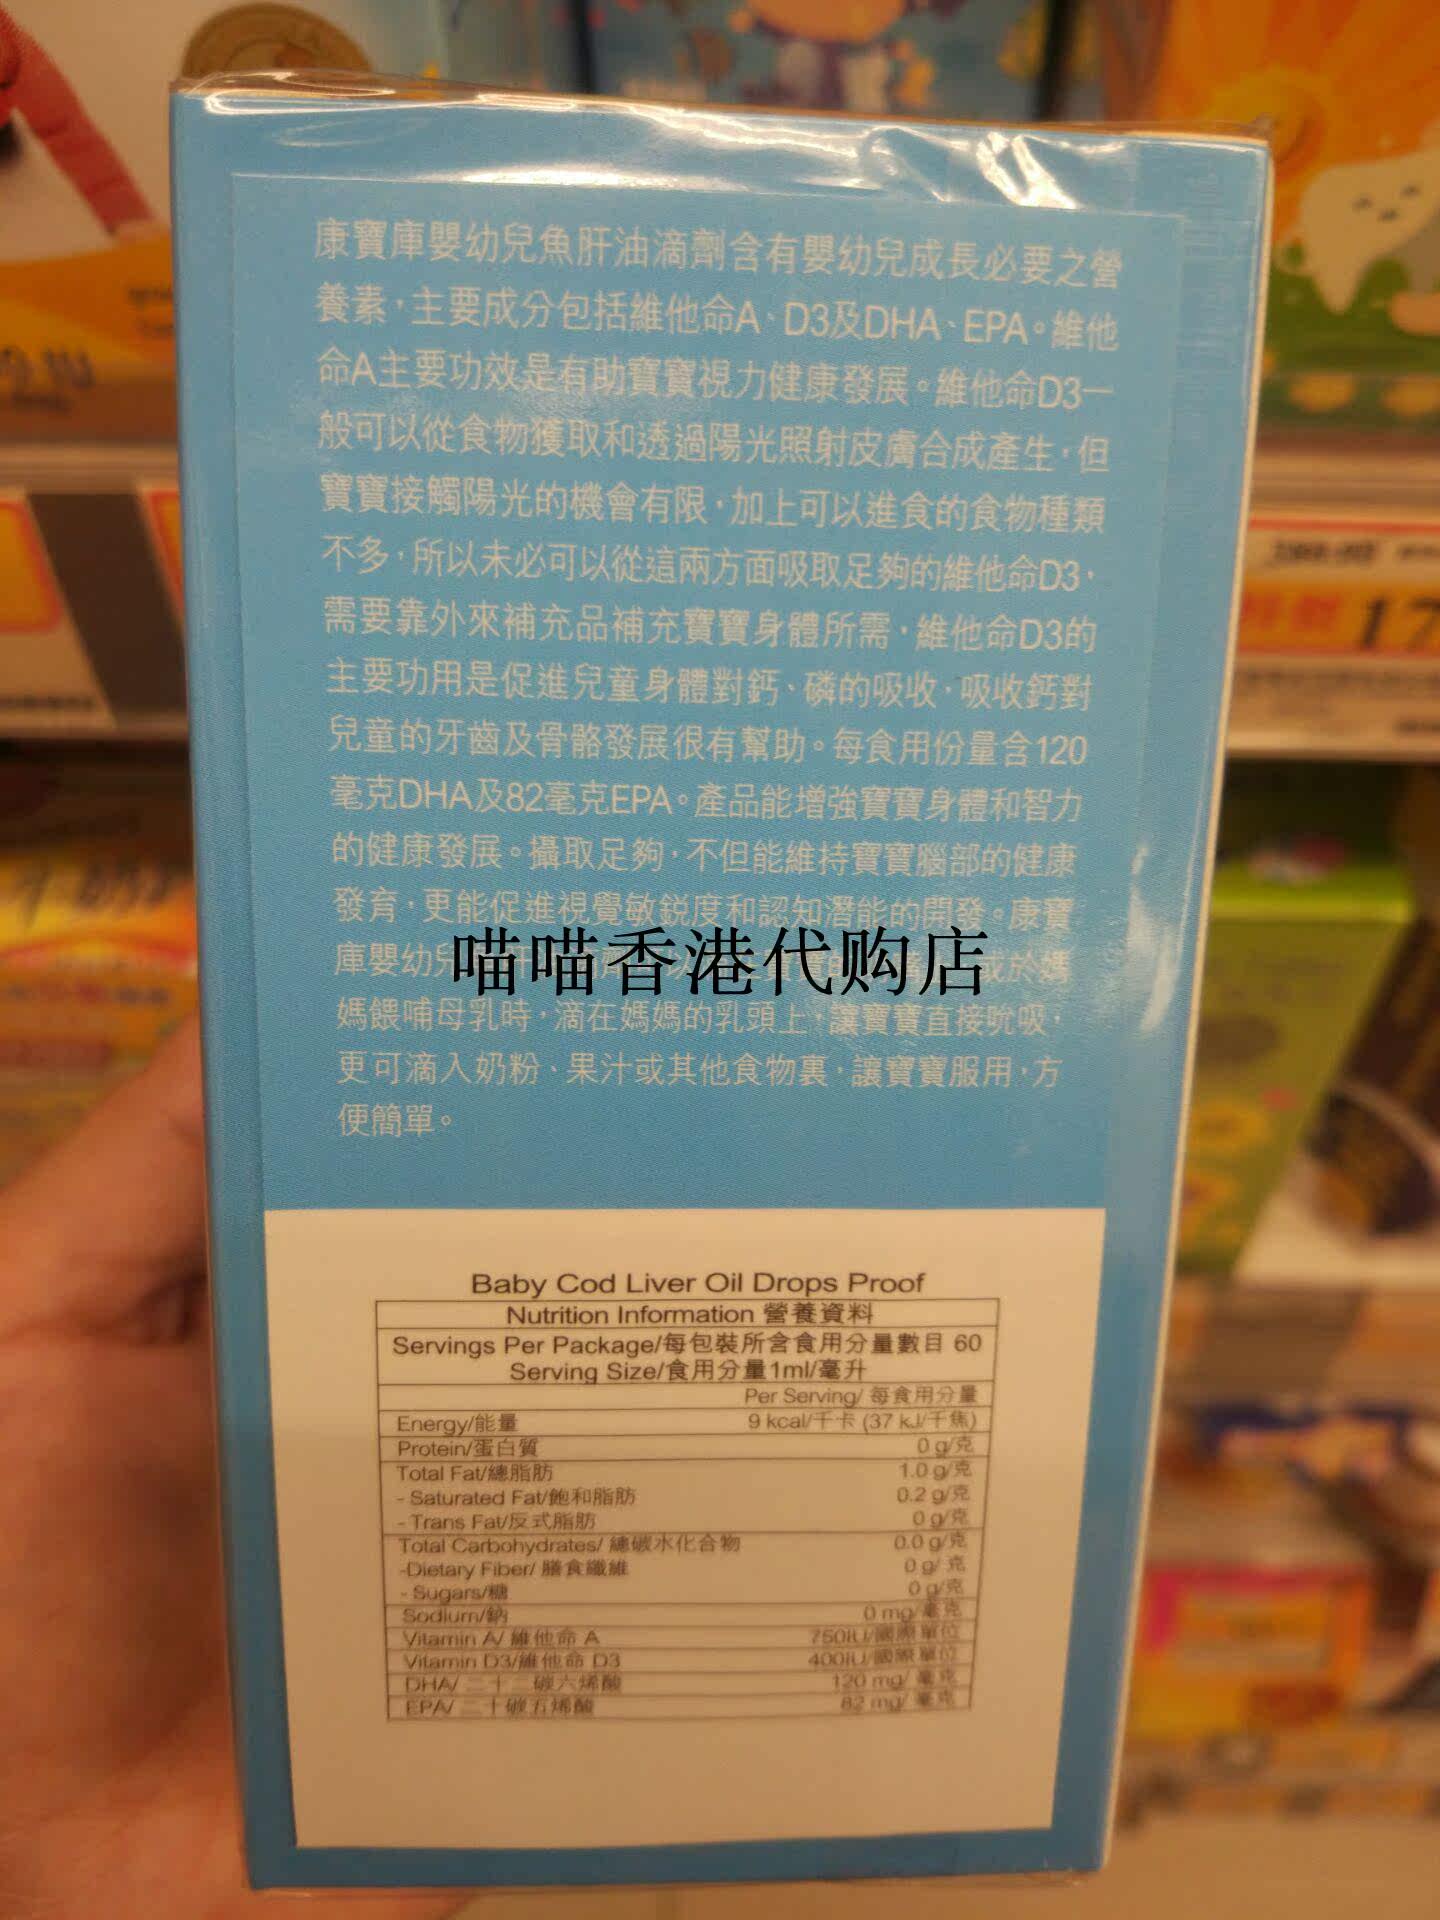 康寶庫嬰幼兒魚肝油滴劑含有嬰幼兒成長必要之營
養素，主要成分包括維他命A、D3及DHA、EPA。維他
命A主要功效是有助寶寶視力健康發展。維他命D3一
般可以從食物獲取和透過陽光照射皮膚合成產生，但
寶寶接觸陽光的機會有限，加上可以進食的食物種類
不多，所以未必可以從這兩方面吸取足夠的維他命D3，
需要靠外來補充品補充寶寶身體所需，維他命D3的
主要功用是促進兒童身體對鈣、磷的吸收，吸收鈣對
兒童的牙齒及骨骼發展很有幫助。每食用份量含120
毫克DHA及82毫克EPA。產品能增強寶寶身體和智力
的健康發展。攝取足夠，不但能維持寶寶腦部的健康
發育，更能促進視覺敏銳度和認知潛能的開發。康寶
庫嬰幼兒 或於媽
喵喵香港代购店
媽餵哺母乳時，滴在媽媽的乳頭上，讓寶寶直接吮吸，
更可滴入奶粉、果汁或其他食物裏，讓寶寶服用，方
便簡單。
Baby Cod Liver Oil Drops Proof
Nutrition Information 營養資料
Servings Per Package/每包裝所含食用分量數目 60
Serving Size/食用分量1ml/毫升
Per Serving/ 每食用分量
Energy/能量 9 kcal/千卡 (37 kJ/千焦)
Protein/蛋白質 0 g/克
Total Fat/總脂肪 1.0 g/克
- Saturated Fat/飽和脂肪 0.2 g/克
- Trans Fat/反式脂肪 0 g/克
Total Carbohydrates/ 總碳水化合物 0.0 g/克
-Dietary Fiber/ 膳食纖維 0 g/ 克
- Sugars/糖 0 g/克
Sodium/鈉 0 mg/毫克
Vitamin A/ 維他命 A 750IU/國際單位
Vitamin D3/維他命 D3 400IU/國際單位
DHA/ 二十二碳六烯酸 120 mg/ 毫克
EPA/ 二十碳五烯酸 82 mg/ 毫克
17